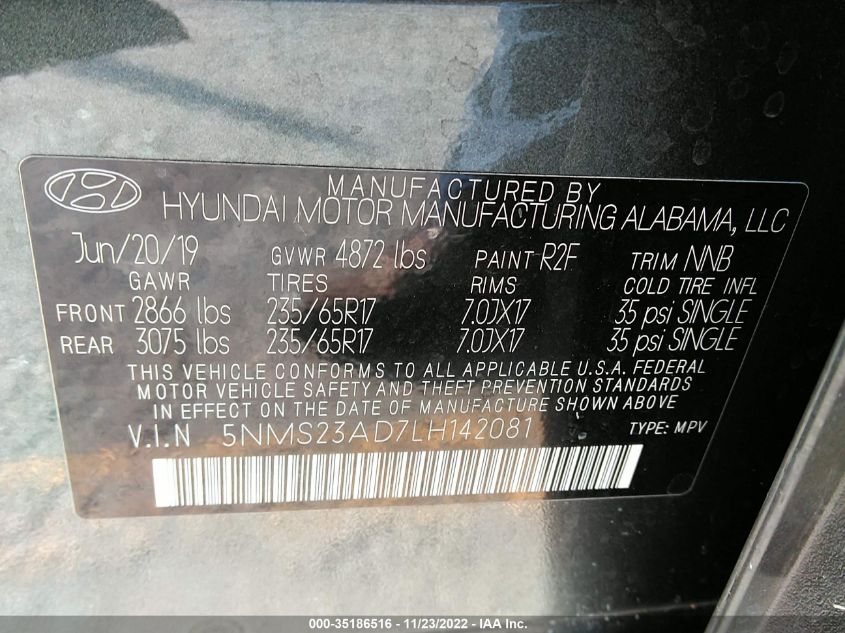 MANUFACTURED BY
HYUNDAI MOTOR MANUFACTURING ALABAMA, LLC
Jun/20/19 GVWR 4872 lbs PAINT R2F TRIM NNB
GAWR TIRES RIMS COLD TIRE INFL
FRONT 2866 lbs 235/65R17 7.0JX17 35 psi SINGLE
REAR 3075 lbs 235/65R17 7.0JX17 35 psi SINGLE
THIS VEHICLE CONFORMS TO ALL APPLICABLE U.S.A. FEDERAL
MOTOR VEHICLE SAFETY AND THEFT PREVENTION STANDARDS
IN EFFECT ON THE DATE OF MANUFACTURE SHOWN ABOVE
V.I.N 5NMS23AD7LH142081 TYPE: MPV
000-35186516 - 11/23/2022 - IAA Inc.